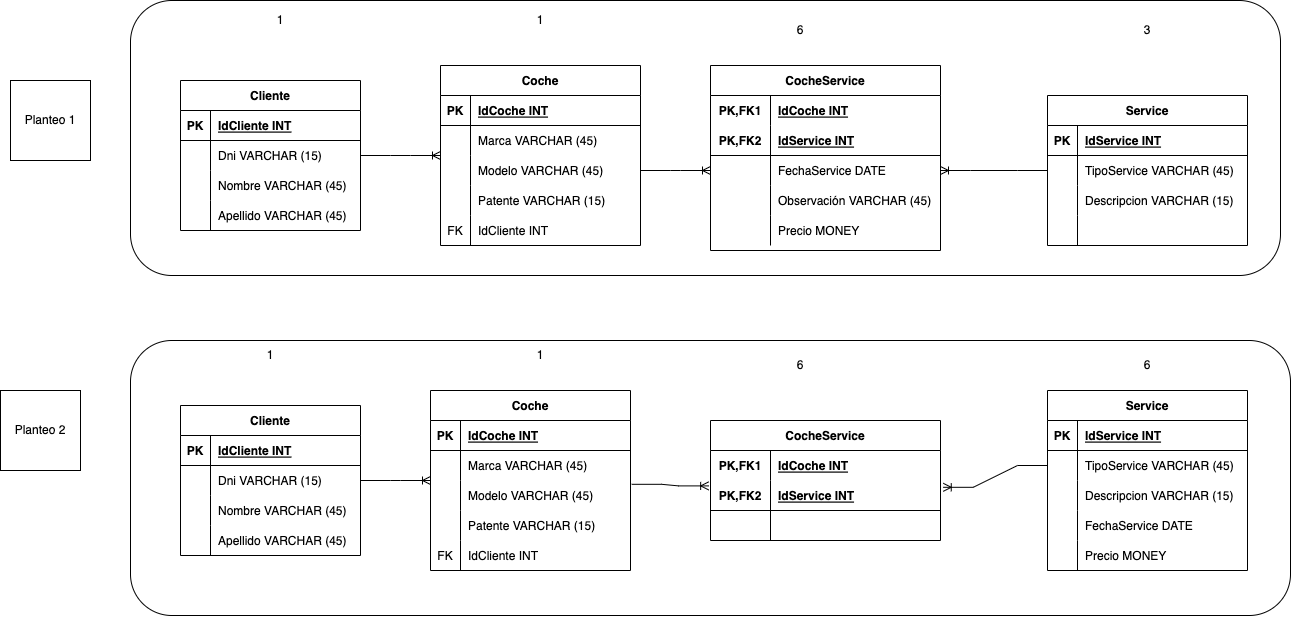 1
1
6
3
Planteo 1
Cliente
PK IdCliente INT
Dni VARCHAR (15)
Nombre VARCHAR (45)
Apellido VARCHAR (45)
Coche
PK IdCoche INT
Marca VARCHAR (45)
Modelo VARCHAR (45)
Patente VARCHAR (15)
FK IdCliente INT
CocheService
PK,FK1 IdCoche INT
PK,FK2 IdService INT
FechaService DATE
Observación VARCHAR (45)
Precio MONEY
Service
PK IdService INT
TipoService VARCHAR (45)
Descripcion VARCHAR (15)
1
1
6
6
Planteo 2
Cliente
PK IdCliente INT
Dni VARCHAR (15)
Nombre VARCHAR (45)
Apellido VARCHAR (45)
Coche
PK IdCoche INT
Marca VARCHAR (45)
Modelo VARCHAR (45)
Patente VARCHAR (15)
FK IdCliente INT
CocheService
PK,FK1 IdCoche INT
PK,FK2 IdService INT
Service
PK IdService INT
TipoService VARCHAR (45)
Descripcion VARCHAR (15)
FechaService DATE
Precio MONEY